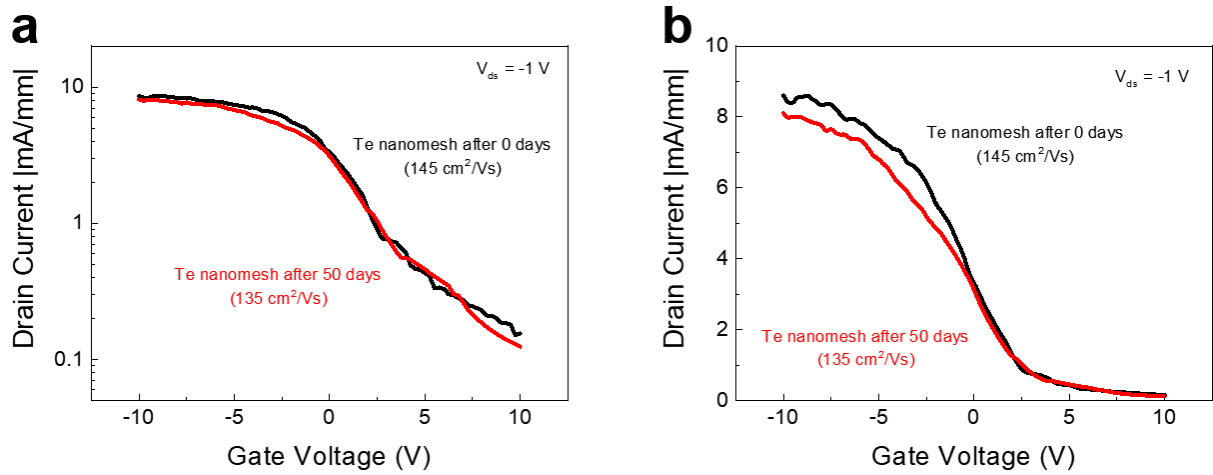 a
Drain Current |mA/mm|
10
1
0.1
V_ds = -1 V
Te nanomesh after 0 days
(145 cm²/Vs)
Te nanomesh after 50 days
(135 cm²/Vs)
-10 -5 0 5 10
Gate Voltage (V)
b
Drain Current |mA/mm|
10
8
6
4
2
0
V_ds = -1 V
Te nanomesh after 0 days
(145 cm²/Vs)
Te nanomesh after 50 days
(135 cm²/Vs)
-10 -5 0 5 10
Gate Voltage (V)